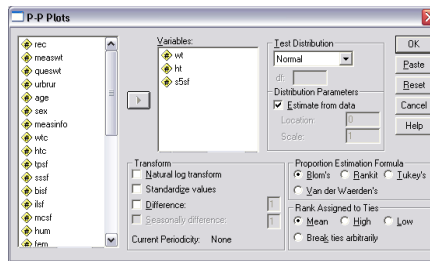 P-P Plots
rec
measwt
queswt
urbrur
age
sex
measinfo
wtc
htc
tpsf
sssf
bisf
ilsf
mcsf
hum
fem
Variables:
wt
ht
s5sf
Test Distribution
Normal
df:
Distribution Parameters
Estimate from data
Location: 0
Scale: 1
OK
Paste
Reset
Cancel
Help
Transform
Natural log transform
Standardize values
Difference: 1
Seasonally difference: 1
Current Periodicity: None
Proportion Estimation Formula
Blom's Rankit Tukey's
Van der Waerden's
Rank Assigned to Ties
Mean High Low
Break ties arbitrarily